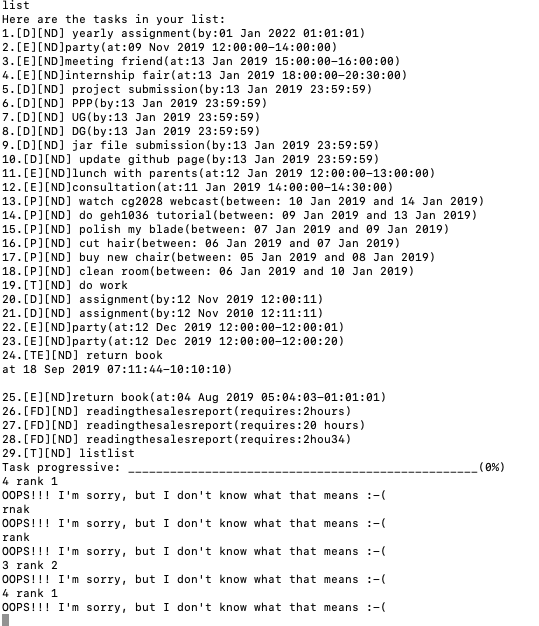 list
Here are the tasks in your list:
1.[D][ND] yearly assignment(by:01 Jan 2022 01:01:01)
2.[E][ND]party(at:09 Nov 2019 12:00:00-14:00:00)
3.[E][ND]meeting friend(at:13 Jan 2019 15:00:00-16:00:00)
4.[E][ND]internship fair(at:13 Jan 2019 18:00:00-20:30:00)
5.[D][ND] project submission(by:13 Jan 2019 23:59:59)
6.[D][ND] PPP(by:13 Jan 2019 23:59:59)
7.[D][ND] UG(by:13 Jan 2019 23:59:59)
8.[D][ND] DG(by:13 Jan 2019 23:59:59)
9.[D][ND] jar file submission(by:13 Jan 2019 23:59:59)
10.[D][ND] update github page(by:13 Jan 2019 23:59:59)
11.[E][ND]lunch with parents(at:12 Jan 2019 12:00:00-13:00:00)
12.[E][ND]consultation(at:11 Jan 2019 14:00:00-14:30:00)
13.[P][ND] watch cg2028 webcast(between: 10 Jan 2019 and 14 Jan 2019)
14.[P][ND] do geh1036 tutorial(between: 09 Jan 2019 and 13 Jan 2019)
15.[P][ND] polish my blade(between: 07 Jan 2019 and 09 Jan 2019)
16.[P][ND] cut hair(between: 06 Jan 2019 and 07 Jan 2019)
17.[P][ND] buy new chair(between: 05 Jan 2019 and 08 Jan 2019)
18.[P][ND] clean room(between: 06 Jan 2019 and 10 Jan 2019)
19.[T][ND] do work
20.[D][ND] assignment(by:12 Nov 2019 12:00:11)
21.[D][ND] assignment(by:12 Nov 2010 12:11:11)
22.[E][ND]party(at:12 Dec 2019 12:00:00-12:00:01)
23.[E][ND]party(at:12 Dec 2019 12:00:00-12:00:20)
24.[TE][ND] return book
at 18 Sep 2019 07:11:44-10:10:10)
25.[E][ND]return book(at:04 Aug 2019 05:04:03-01:01:01)
26.[FD][ND] readingthesalesreport(requires:2hours)
27.[FD][ND] readingthesalesreport(requires:20 hours)
28.[FD][ND] readingthesalesreport(requires:2hou34)
29.[T][ND] listlist
Task progressive: __________________________________________________(0%)
4 rank 1
OOPS!!! I'm sorry, but I don't know what that means :-(
rnak
OOPS!!! I'm sorry, but I don't know what that means :-(
rank
OOPS!!! I'm sorry, but I don't know what that means :-(
3 rank 2
OOPS!!! I'm sorry, but I don't know what that means :-(
4 rank 1
OOPS!!! I'm sorry, but I don't know what that means :-(